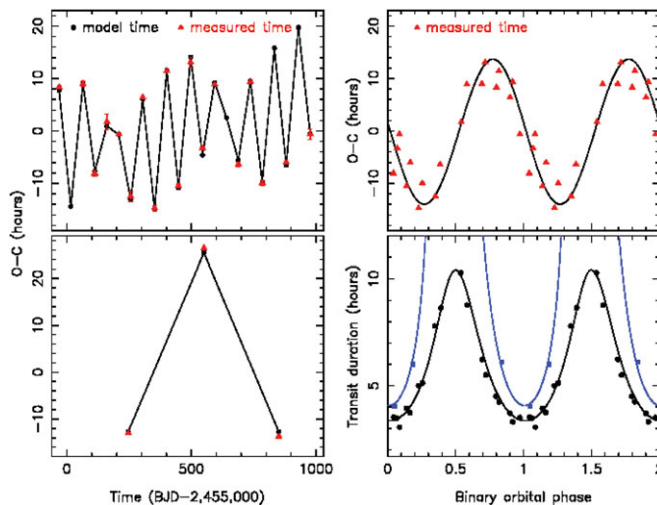 model time measured time
20
10
0
−10
O−C (hours)
20
10
0
−10
0 500 1000
Time (BJD−2,455,000)
measured time
20
10
0
−10
O−C (hours)
10
5
Transit duration (hours)
0 0.5 1 1.5 2
Binary orbital phase